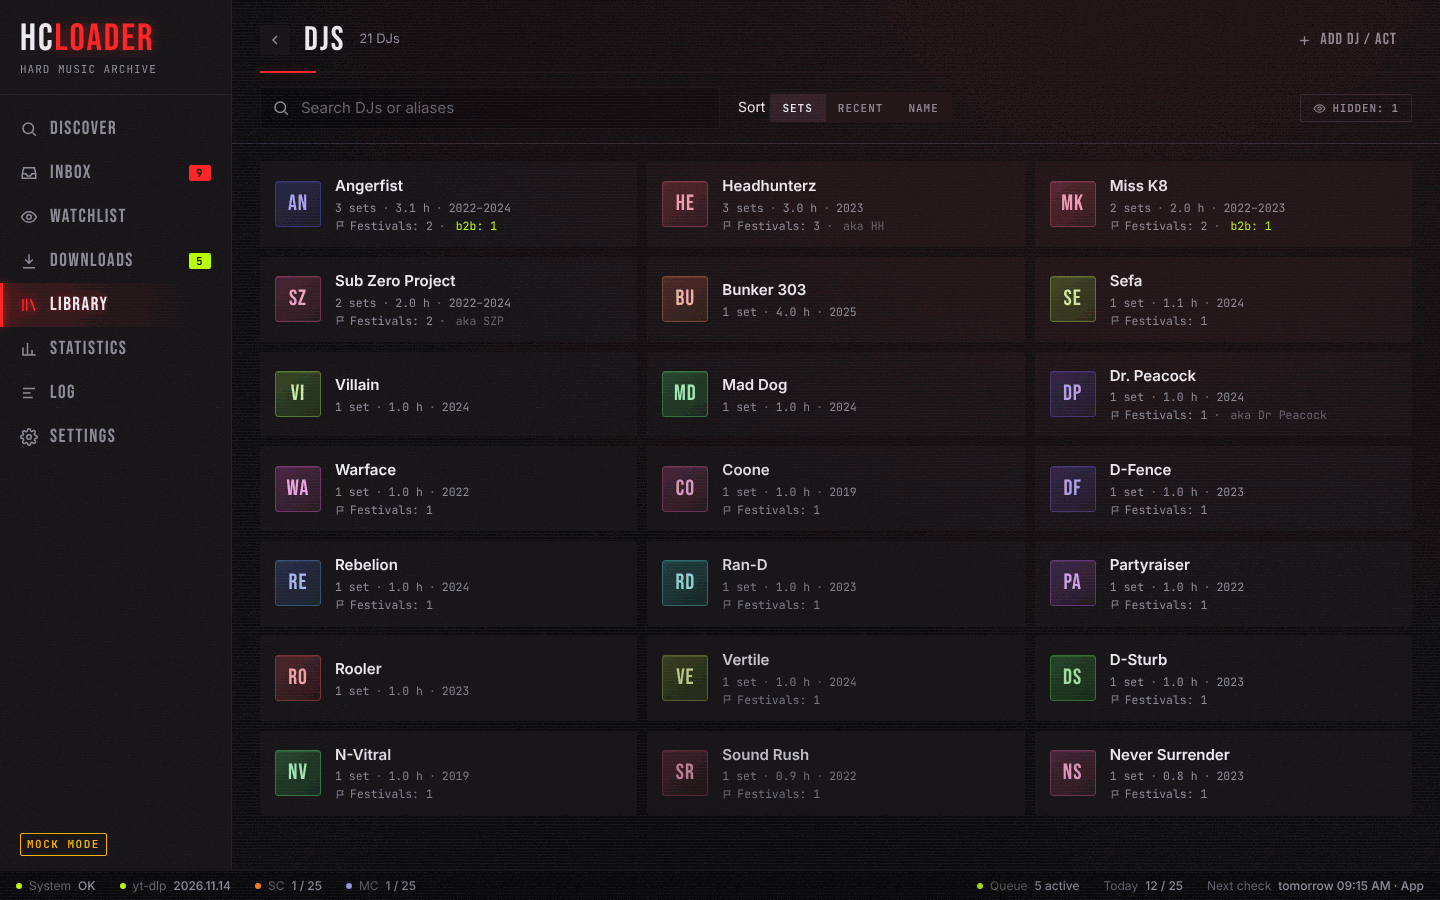 HCLOADER
HARD MUSIC ARCHIVE
DISCOVER
INBOX 9
WATCHLIST
DOWNLOADS 5
LIBRARY
STATISTICS
LOG
SETTINGS
MOCK MODE
DJS 21 DJs
+ ADD DJ / ACT
Search DJs or aliases
Sort SETS RECENT NAME
HIDDEN: 1
AN
Angerfist
3 sets · 3.1 h · 2022–2024
Festivals: 2 · b2b: 1
HE
Headhunterz
3 sets · 3.0 h · 2023
Festivals: 3 · aka HH
MK
Miss K8
2 sets · 2.0 h · 2022–2023
Festivals: 2 · b2b: 1
SZ
Sub Zero Project
2 sets · 2.0 h · 2022–2024
Festivals: 2 · aka SZP
BU
Bunker 303
1 set · 4.0 h · 2025
SE
Sefa
1 set · 1.1 h · 2024
Festivals: 1
VI
Villain
1 set · 1.0 h · 2024
MD
Mad Dog
1 set · 1.0 h · 2024
DP
Dr. Peacock
1 set · 1.0 h · 2024
Festivals: 1 · aka Dr Peacock
WA
Warface
1 set · 1.0 h · 2022
Festivals: 1
CO
Coone
1 set · 1.0 h · 2019
Festivals: 1
DF
D-Fence
1 set · 1.0 h · 2023
Festivals: 1
RE
Rebelion
1 set · 1.0 h · 2024
Festivals: 1
RD
Ran-D
1 set · 1.0 h · 2023
Festivals: 1
PA
Partyraiser
1 set · 1.0 h · 2022
Festivals: 1
RO
Rooler
1 set · 1.0 h · 2023
VE
Vertile
1 set · 1.0 h · 2024
Festivals: 1
DS
D-Sturb
1 set · 1.0 h · 2023
Festivals: 1
NV
N-Vitral
1 set · 1.0 h · 2019
Festivals: 1
SR
Sound Rush
1 set · 0.9 h · 2022
Festivals: 1
NS
Never Surrender
1 set · 0.8 h · 2023
Festivals: 1
System OK yt-dlp 2026.11.14 SC 1 / 25 MC 1 / 25 Queue 5 active Today 12 / 25 Next check tomorrow 09:15 AM · App